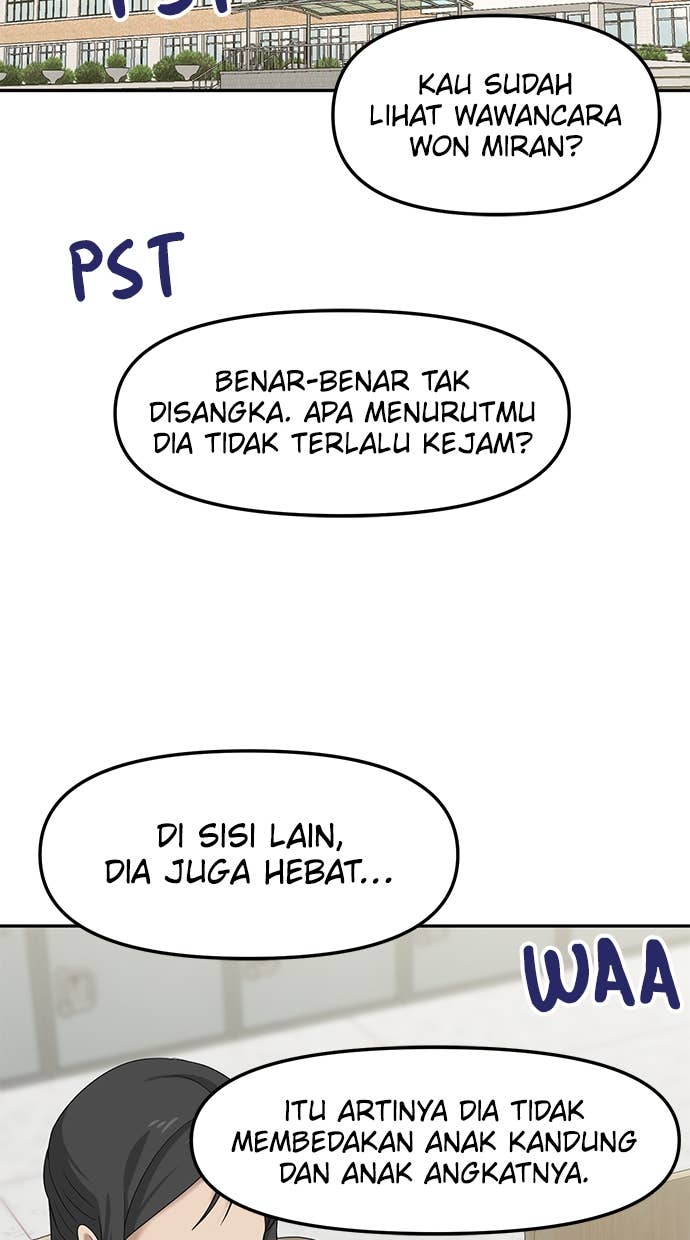 PST
KAU SUDAH
LIHAT WAWANCARA
WON MIRAN?
PST
BENAR-BENAR TAK
DISANGKA. APA MENURUTMU
DIA TIDAK TERLALU KEJAM?
DI SISI LAIN,
DIA JUGA HEBAT...
WAA
ITU ARTINYA DIA TIDAK
MEMBEDAKAN ANAK KANDUNG
DAN ANAK ANGKATNYA.